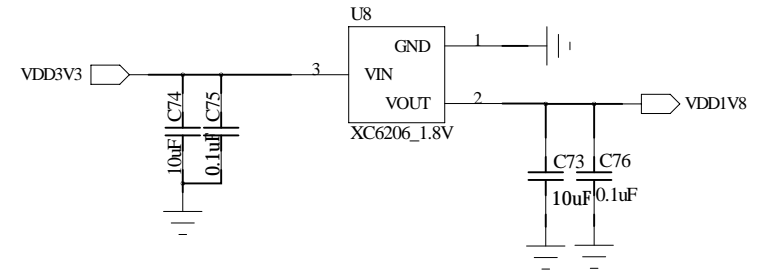 U8
GND 1
VDD3V3 3 VIN
VOUT 2 VDD1V8
XC6206_1.8V
C74 C75
10uF 0.1uF
C73 C76
10uF 0.1uF